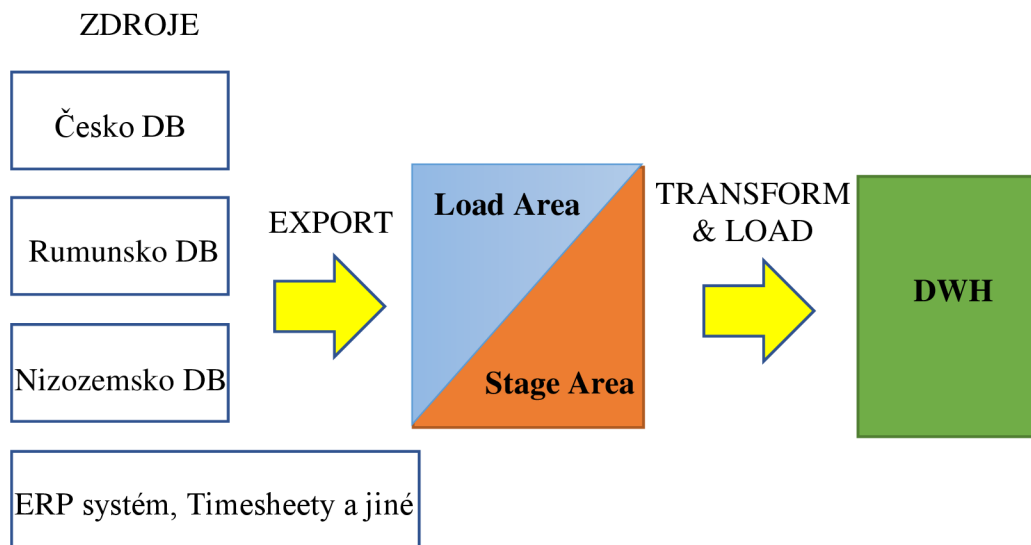 ZDROJE
Česko DB
Rumunsko DB
Nizozemsko DB
ERP systém, Timesheety a jiné
EXPORT
Load Area
Stage Area
TRANSFORM
& LOAD
DWH